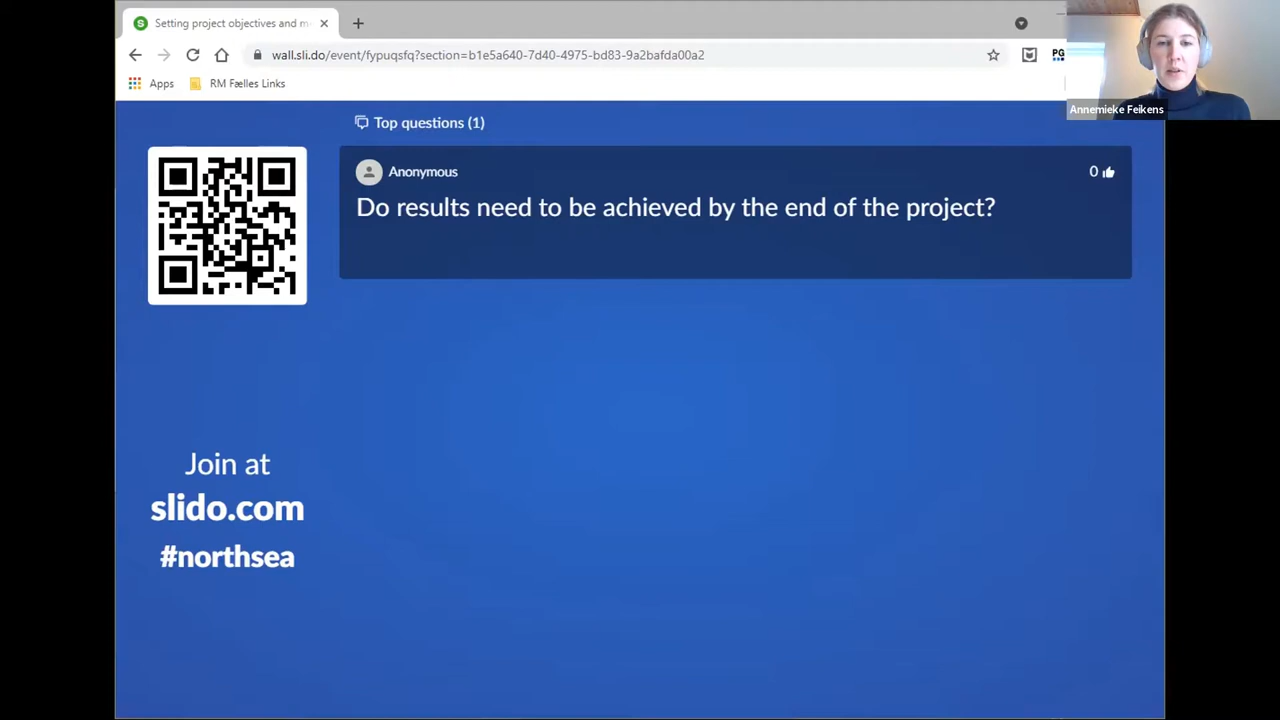 Setting project objectives and m
wall.sli.do/event/fypuqsfq?section=b1e5a640-7d40-4975-bd83-9a2bafda00a2
PG
Apps
RM Fælles Links
Annemieke Feikens
Top questions (1)
Anonymous
0
Do results need to be achieved by the end of the project?
Join at
slido.com
#northsea